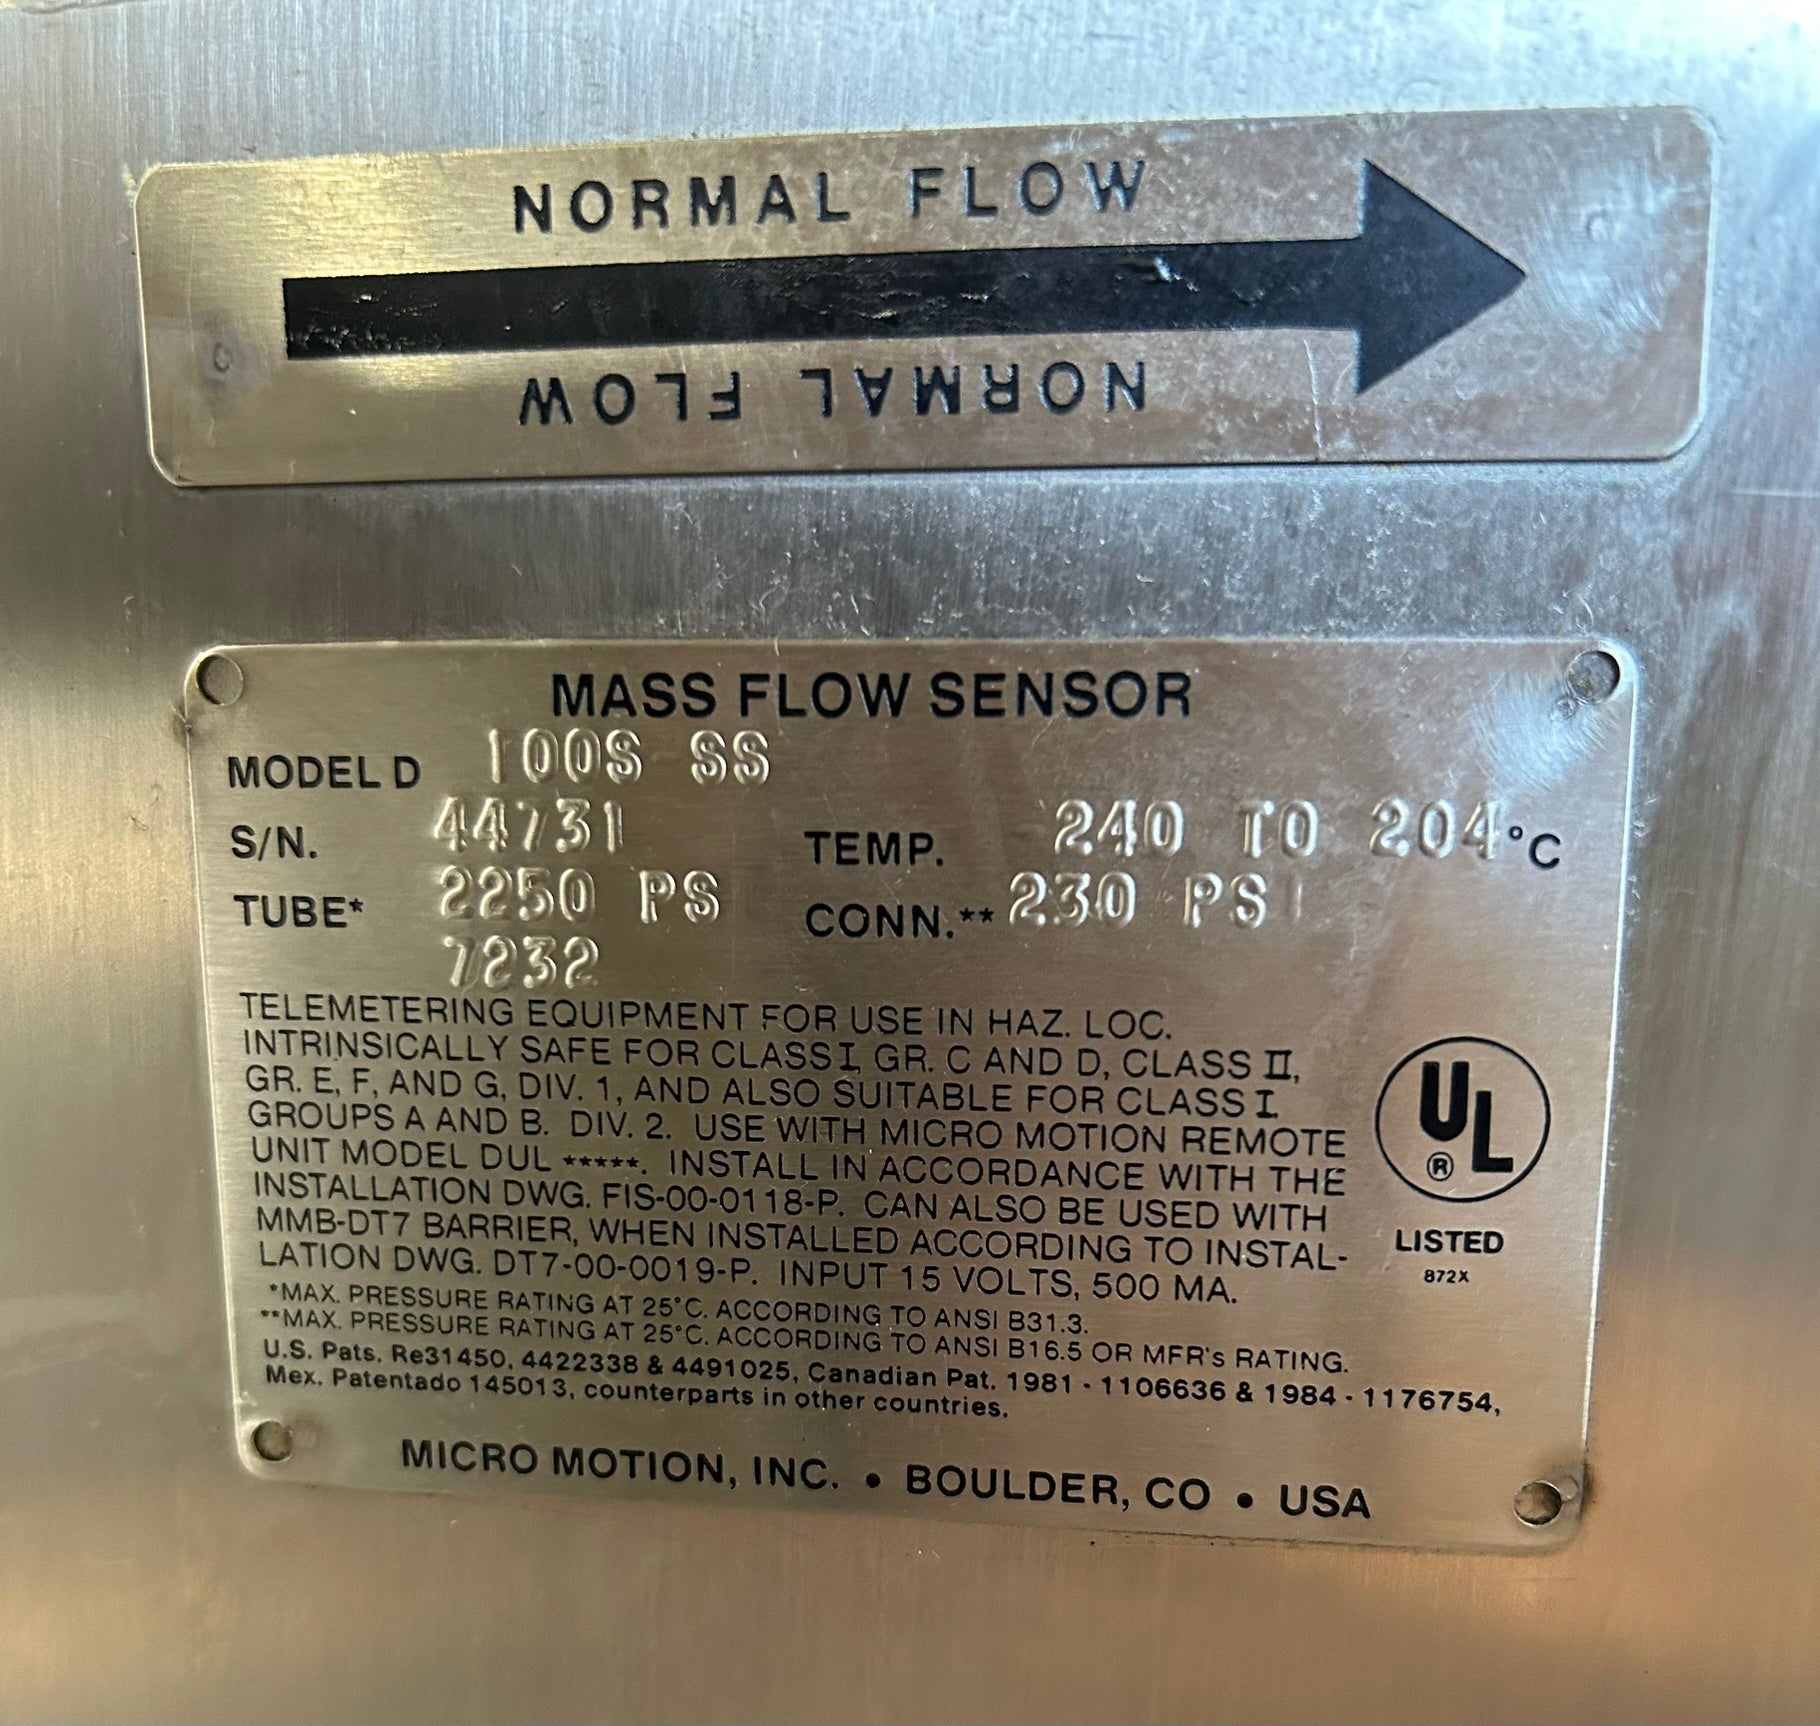 NORMAL FLOW
NORMAL FLOW
MASS FLOW SENSOR
MODEL D 100S SS
S/N. 44731 TEMP. 240 TO 204°C
TUBE* 2250 PS CONN.** 230 PSI
7232
TELEMETERING EQUIPMENT FOR USE IN HAZ. LOC.
INTRINSICALLY SAFE FOR CLASS I, GR. C AND D, CLASS II,
GR. E, F, AND G, DIV. 1, AND ALSO SUITABLE FOR CLASS I
GROUPS A AND B. DIV. 2. USE WITH MICRO MOTION REMOTE
UNIT MODEL DUL *****. INSTALL IN ACCORDANCE WITH THE
INSTALLATION DWG. FIS-00-0118-P. CAN ALSO BE USED WITH
MMB-DT7 BARRIER, WHEN INSTALLED ACCORDING TO INSTAL-
LATION DWG. DT7-00-0019-P. INPUT 15 VOLTS, 500 MA.
UL
®
LISTED
872X
*MAX. PRESSURE RATING AT 25°C. ACCORDING TO ANSI B31.3.
**MAX. PRESSURE RATING AT 25°C. ACCORDING TO ANSI B16.5 OR MFR's RATING.
U.S. Pats. Re31450, 4422338 & 4491025, Canadian Pat. 1981 - 1106636 & 1984 - 1176754,
Mex. Patentado 145013, counterparts in other countries.
MICRO MOTION, INC. • BOULDER, CO • USA